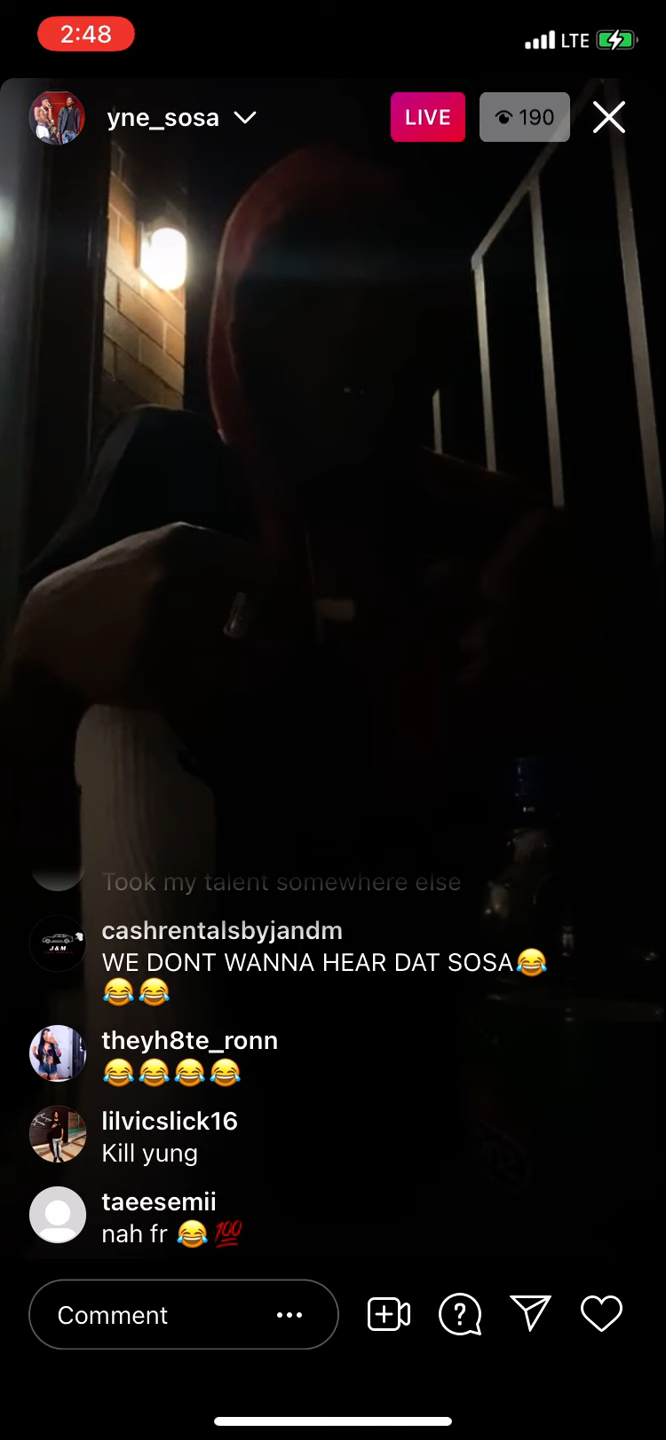 2:48
LTE
yne_sosa
LIVE
190
Took my talent somewhere else
cashrentalsbyjandm
WE DONT WANNA HEAR DAT SOSA😂
😂😂
theyh8te_ronn
😂😂😂😂
lilvicslick16
Kill yung
taeesemii
nah fr 😂💯
Comment
J&M